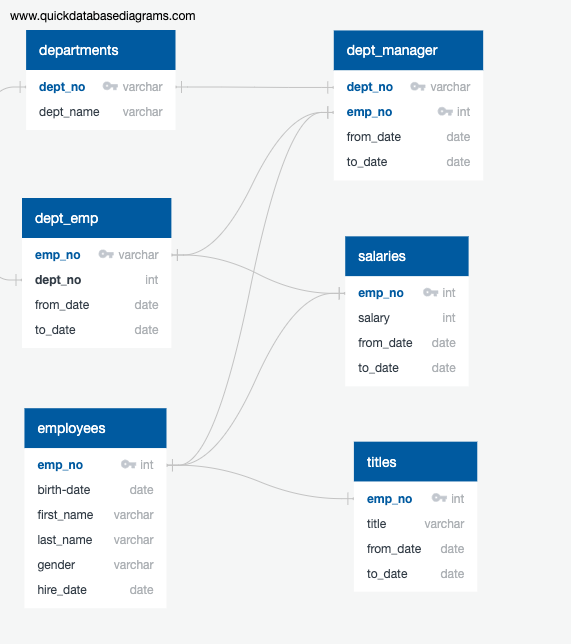 www.quickdatabasediagrams.com
departments
dept_no varchar
dept_name varchar
dept_manager
dept_no varchar
emp_no int
from_date date
to_date date
dept_emp
emp_no varchar
dept_no int
from_date date
to_date date
salaries
emp_no int
salary int
from_date date
to_date date
employees
emp_no int
birth-date date
first_name varchar
last_name varchar
gender varchar
hire_date date
titles
emp_no int
title varchar
from_date date
to_date date